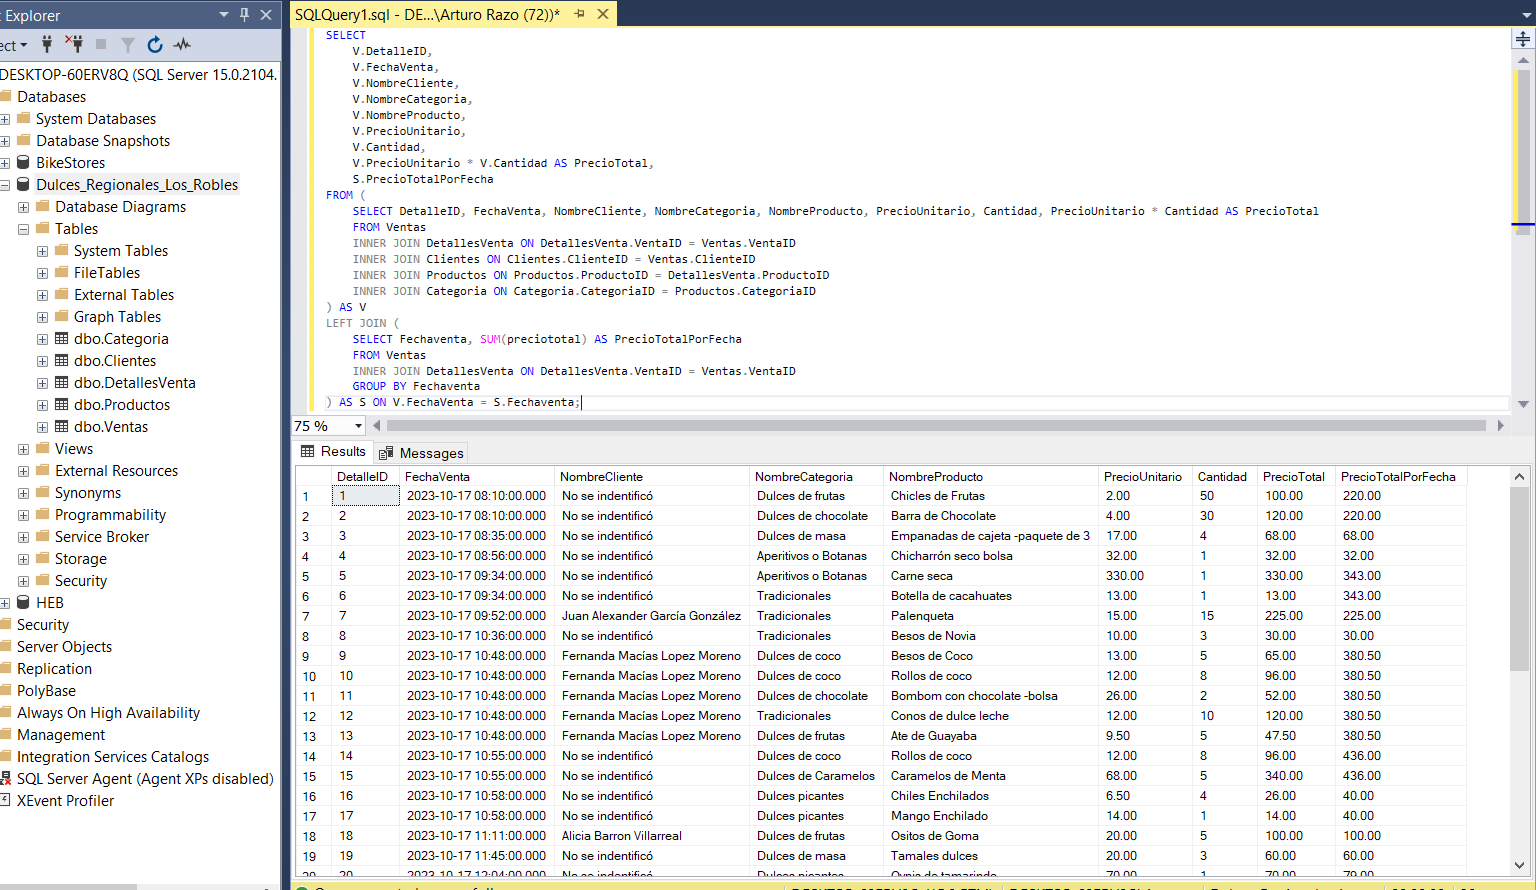 t Explorer
ect
DESKTOP-60ERV8Q (SQL Server 15.0.2104.
Databases
System Databases
Database Snapshots
BikeStores
Dulces_Regionales_Los_Robles
Database Diagrams
Tables
System Tables
FileTables
External Tables
Graph Tables
dbo.Categoria
dbo.Clientes
dbo.DetallesVenta
dbo.Productos
dbo.Ventas
Views
External Resources
Synonyms
Programmability
Service Broker
Storage
Security
HEB
Security
Server Objects
Replication
PolyBase
Always On High Availability
Management
Integration Services Catalogs
SQL Server Agent (Agent XPs disabled)
XEvent Profiler
SQLQuery1.sql - DE...\Arturo Razo (72))*
SELECT
V.DetalleID,
V.FechaVenta,
V.NombreCliente,
V.NombreCategoria,
V.NombreProducto,
V.PrecioUnitario,
V.Cantidad,
V.PrecioUnitario * V.Cantidad AS PrecioTotal,
S.PrecioTotalPorFecha
FROM (
SELECT DetalleID, FechaVenta, NombreCliente, NombreCategoria, NombreProducto, PrecioUnitario, Cantidad, PrecioUnitario * Cantidad AS PrecioTotal
FROM Ventas
INNER JOIN DetallesVenta ON DetallesVenta.VentaID = Ventas.VentaID
INNER JOIN Clientes ON Clientes.ClienteID = Ventas.ClienteID
INNER JOIN Productos ON Productos.ProductoID = DetallesVenta.ProductoID
INNER JOIN Categoria ON Categoria.CategoriaID = Productos.CategoriaID
) AS V
LEFT JOIN (
SELECT Fechaventa, SUM(preciototal) AS PrecioTotalPorFecha
FROM Ventas
INNER JOIN DetallesVenta ON DetallesVenta.VentaID = Ventas.VentaID
GROUP BY Fechaventa
) AS S ON V.FechaVenta = S.Fechaventa;
75 %
Results Messages
DetalleID FechaVenta NombreCliente NombreCategoria NombreProducto PrecioUnitario Cantidad PrecioTotal PrecioTotalPorFecha
1 1 2023-10-17 08:10:00.000 No se indentificó Dulces de frutas Chicles de Frutas 2.00 50 100.00 220.00
2 2 2023-10-17 08:10:00.000 No se indentificó Dulces de chocolate Barra de Chocolate 4.00 30 120.00 220.00
3 3 2023-10-17 08:35:00.000 No se indentificó Dulces de masa Empanadas de cajeta -paquete de 3 17.00 4 68.00 68.00
4 4 2023-10-17 08:56:00.000 No se indentificó Aperitivos o Botanas Chicharrón seco bolsa 32.00 1 32.00 32.00
5 5 2023-10-17 09:34:00.000 No se indentificó Aperitivos o Botanas Carne seca 330.00 1 330.00 343.00
6 6 2023-10-17 09:34:00.000 No se indentificó Tradicionales Botella de cacahuates 13.00 1 13.00 343.00
7 7 2023-10-17 09:52:00.000 Juan Alexander García González Tradicionales Palenqueta 15.00 15 225.00 225.00
8 8 2023-10-17 10:36:00.000 No se indentificó Tradicionales Besos de Novia 10.00 3 30.00 30.00
9 9 2023-10-17 10:48:00.000 Fernanda Macías Lopez Moreno Dulces de coco Besos de Coco 13.00 5 65.00 380.50
10 10 2023-10-17 10:48:00.000 Fernanda Macías Lopez Moreno Dulces de coco Rollos de coco 12.00 8 96.00 380.50
11 11 2023-10-17 10:48:00.000 Fernanda Macías Lopez Moreno Dulces de chocolate Bombom con chocolate -bolsa 26.00 2 52.00 380.50
12 12 2023-10-17 10:48:00.000 Fernanda Macías Lopez Moreno Tradicionales Conos de dulce leche 12.00 10 120.00 380.50
13 13 2023-10-17 10:48:00.000 Fernanda Macías Lopez Moreno Dulces de frutas Ate de Guayaba 9.50 5 47.50 380.50
14 14 2023-10-17 10:55:00.000 No se indentificó Dulces de coco Rollos de coco 12.00 8 96.00 436.00
15 15 2023-10-17 10:55:00.000 No se indentificó Dulces de Caramelos Caramelos de Menta 68.00 5 340.00 436.00
16 16 2023-10-17 10:58:00.000 No se indentificó Dulces picantes Chiles Enchilados 6.50 4 26.00 40.00
17 17 2023-10-17 10:58:00.000 No se indentificó Dulces picantes Mango Enchilado 14.00 1 14.00 40.00
18 18 2023-10-17 11:11:00.000 Alicia Barron Villarreal Dulces de frutas Ositos de Goma 20.00 5 100.00 100.00
19 19 2023-10-17 11:45:00.000 No se indentificó Dulces de masa Tamales dulces 20.00 3 60.00 60.00